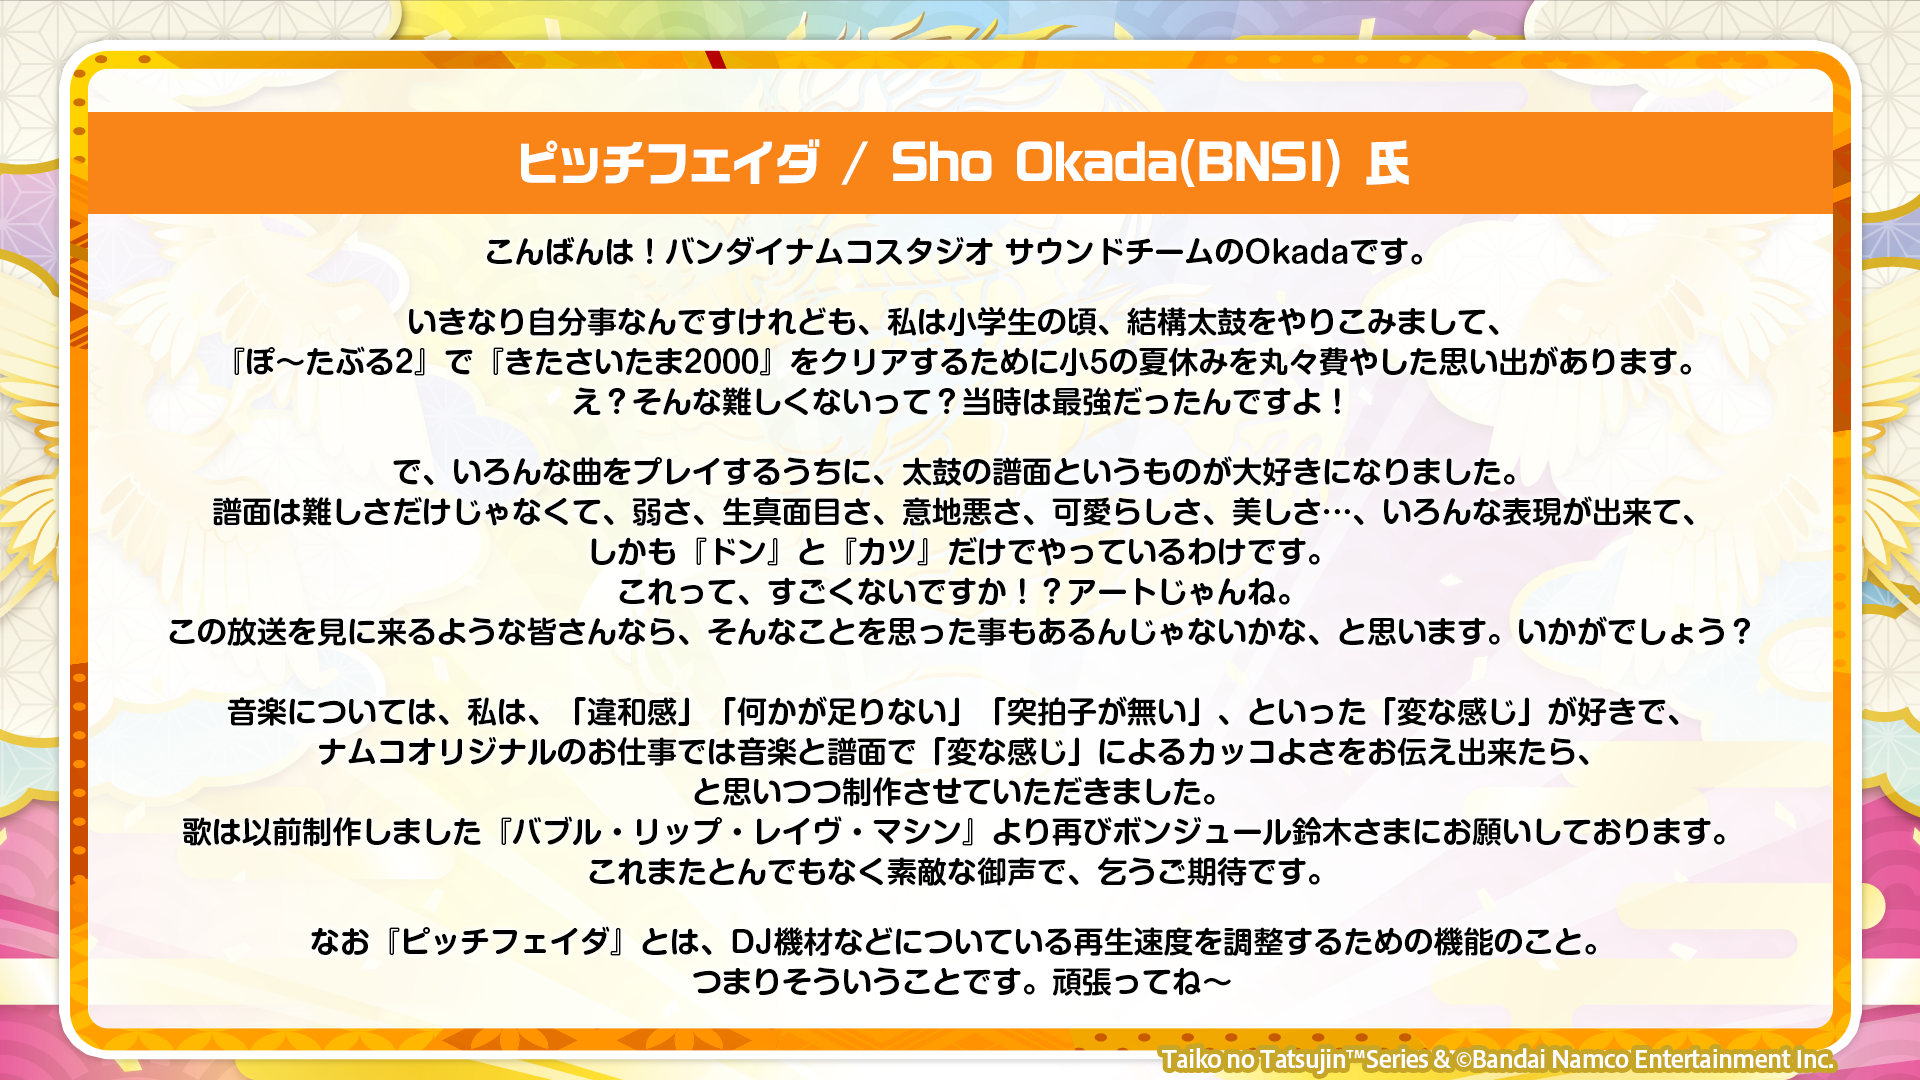 ピッチフェイダ / Sho Okada(BNSI) 氏
こんばんは！バンダイナムコスタジオ サウンドチームのOkadaです。
いきなり自分事なんですけれども、私は小学生の頃、結構太鼓をやりこみまして、
『ぽ～たぶる2』で『きたさいたま2000』をクリアするために小5の夏休みを丸々費やした思い出があります。
え？そんな難しくないって？当時は最強だったんですよ！
で、いろんな曲をプレイするうちに、太鼓の譜面というものが大好きになりました。
譜面は難しさだけじゃなくて、弱さ、生真面目さ、意地悪さ、可愛らしさ、美しさ…、いろんな表現が出来て、
しかも『ドン』と『カツ』だけでやっているわけです。
これって、すごくないですか！？アートじゃんね。
この放送を見に来るような皆さんなら、そんなことを思った事もあるんじゃないかな、と思います。いかがでしょう？
音楽については、私は、「違和感」「何かが足りない」「突拍子が無い」、といった「変な感じ」が好きで、
ナムコオリジナルのお仕事では音楽と譜面で「変な感じ」によるカッコよさをお伝え出来たら、
と思いつつ制作させていただきました。
歌は以前制作しました『バブル・リップ・レイヴ・マシン』より再びボンジュール鈴木さまにお願いしております。
これまたとんでもなく素敵な御声で、乞うご期待です。
なお『ピッチフェイダ』とは、DJ機材などについている再生速度を調整するための機能のこと。
つまりそういうことです。頑張ってね～
Taiko no Tatsujin™Series & ©Bandai Namco Entertainment Inc.